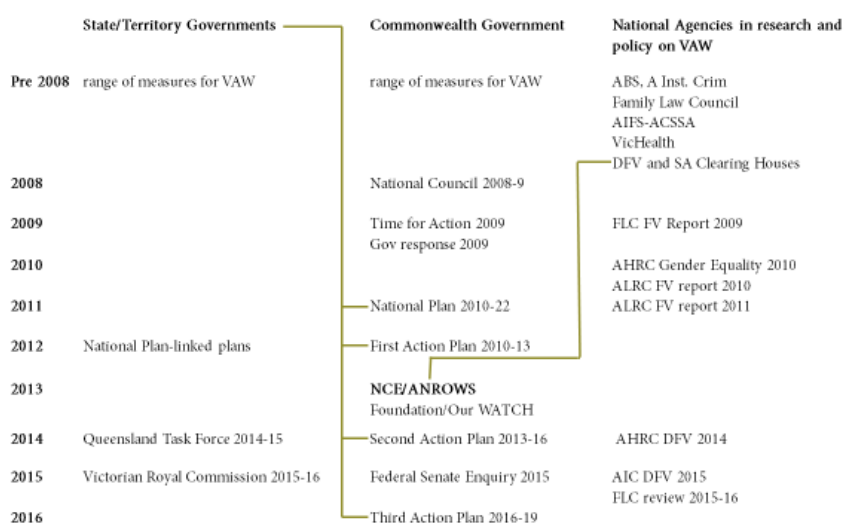 State/Territory Governments Commonwealth Government National Agencies in research and
policy on VAW
Pre 2008 range of measures for VAW range of measures for VAW ABS, A Inst. Crim
Family Law Council
AIFS-ACSSA
VicHealth
DFV and SA Clearing Houses
2008 National Council 2008-9
2009 Time for Action 2009 FLC FV Report 2009
Gov response 2009
2010 AHRC Gender Equality 2010
ALRC FV report 2010
2011 National Plan 2010-22 ALRC FV report 2011
2012 National Plan-linked plans First Action Plan 2010-13
2013 NCE/ANROWS
Foundation/Our WATCH
2014 Queensland Task Force 2014-15 Second Action Plan 2013-16 AHRC DFV 2014
2015 Victorian Royal Commission 2015-16 Federal Senate Enquiry 2015 AIC DFV 2015
FLC review 2015-16
2016 Third Action Plan 2016-19